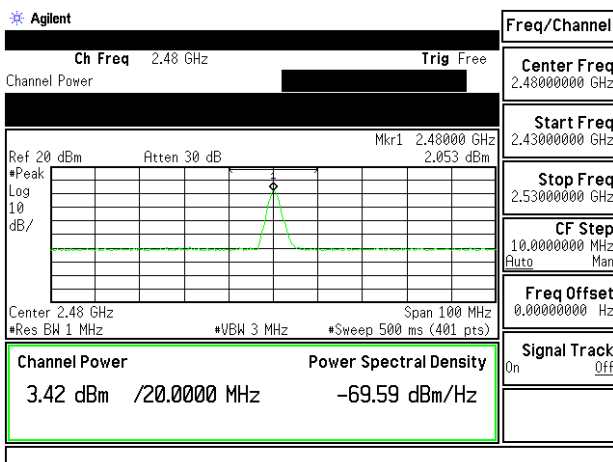 Agilent
Freq/Channel
Ch Freq 2.48 GHz Trig Free
Channel Power
Center Freq
2.48000000 GHz
Start Freq
2.43000000 GHz
Stop Freq
2.53000000 GHz
CF Step
10.0000000 MHz
Auto Man
Freq Offset
0.00000000 Hz
Signal Track
On Off
Mkr1 2.48000 GHz
Ref 20 dBm Atten 30 dB 2.053 dBm
#Peak
Log
10
dB/
1
Center 2.48 GHz Span 100 MHz
#Res BW 1 MHz #VBW 3 MHz #Sweep 500 ms (401 pts)
Channel Power Power Spectral Density
3.42 dBm /20.0000 MHz -69.59 dBm/Hz